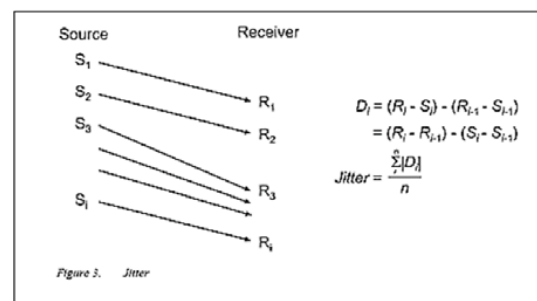 Source Receiver
S1
S2 R1
S3 R2
R3
Si
Ri
Di = (Ri - Si) - (Ri-1 - Si-1)
= (Ri - Ri-1) - (Si - Si-1)
Jitter = Σ|Di| / n
Figure 3. Jitter